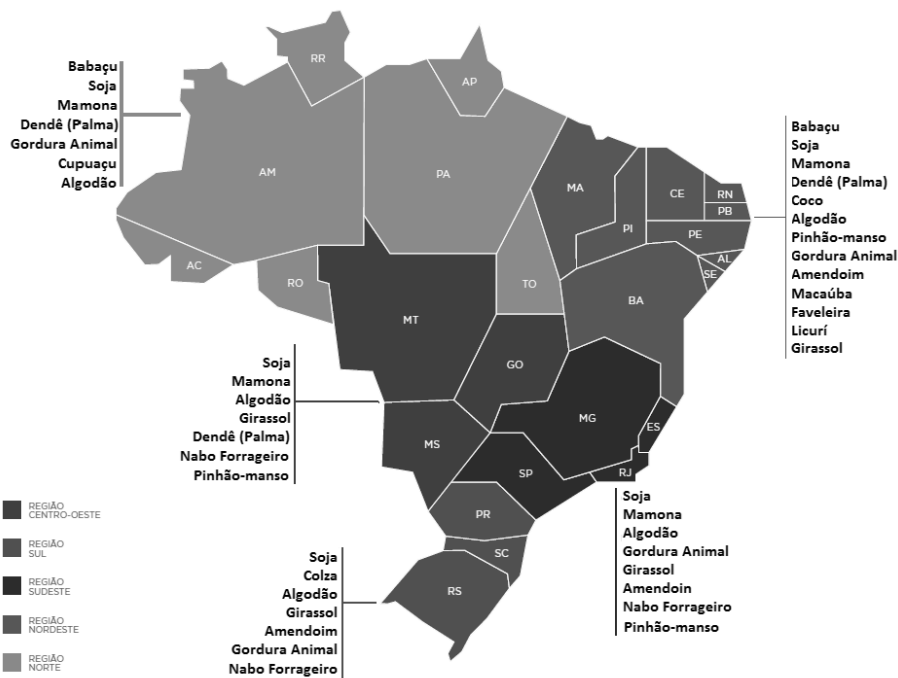 RR
AP
Babaçu
Soja
Mamona
Dendê (Palma)
Gordura Animal
Cupuaçu
Algodão
AM
PA
MA
CE
RN
PB
PI
PE
AL
SE
AC
RO
TO
BA
MT
GO
MG
ES
MS
SP
RJ
PR
SC
RS
Babaçu
Soja
Mamona
Dendê (Palma)
Coco
Algodão
Pinhão-manso
Gordura Animal
Amendoim
Macaúba
Faveleira
Licurí
Girassol
Soja
Mamona
Algodão
Girassol
Dendê (Palma)
Nabo Forrageiro
Pinhão-manso
Soja
Mamona
Algodão
Gordura Animal
Girassol
Amendoin
Nabo Forrageiro
Pinhão-manso
Soja
Colza
Algodão
Girassol
Amendoim
Gordura Animal
Nabo Forrageiro
REGIÃO
CENTRO-OESTE
REGIÃO
SUL
REGIÃO
SUDESTE
REGIÃO
NORDESTE
REGIÃO
NORTE